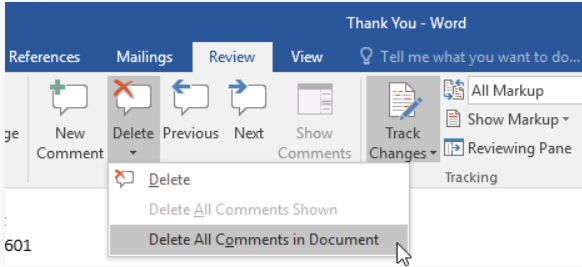 Thank You - Word
References Mailings Review View Tell me what you want to do...
ge New Comment Delete Previous Next Show Comments Track Changes All Markup
Show Markup
Reviewing Pane
Tracking
Delete
Delete All Comments Shown
Delete All Comments in Document
:
601